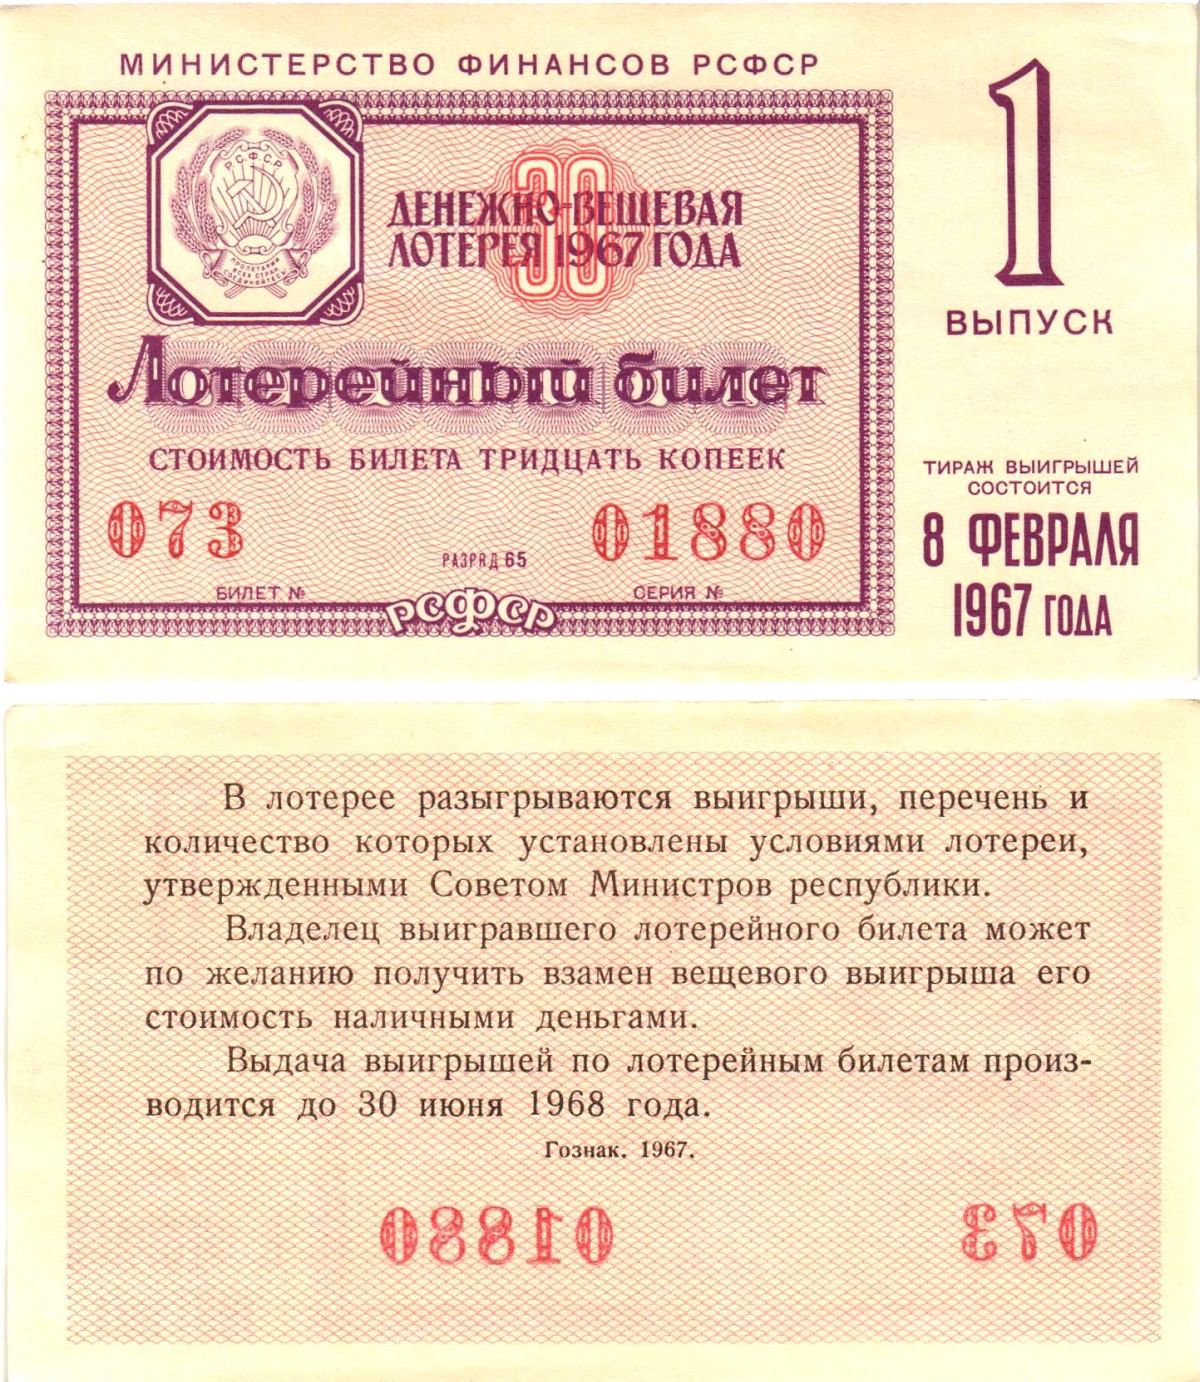 МИНИСТЕРСТВО ФИНАНСОВ РСФСР
РСФСР
ПРОЛЕТАРИИ
ВСЕХ СТРАН
СОЕДИНЯЙТЕСЬ
30
ДЕНЕЖНО-ВЕЩЕВАЯ
ЛОТЕРЕЯ 1967 ГОДА
Лотерейный билет
СТОИМОСТЬ БИЛЕТА ТРИДЦАТЬ КОПЕЕК
073
РАЗРЯД 65
01880
БИЛЕТ №
СЕРИЯ №
РСФСР
1
ВЫПУСК
ТИРАЖ ВЫИГРЫШЕЙ
СОСТОИТСЯ
8 ФЕВРАЛЯ
1967 ГОДА
В лотерее разыгрываются выигрыши, перечень и
количество которых установлены условиями лотереи,
утвержденными Советом Министров республики.
Владелец выигравшего лотерейного билета может
по желанию получить взамен вещевого выигрыша его
стоимость наличными деньгами.
Выдача выигрышей по лотерейным билетам произ-
водится до 30 июня 1968 года.
Гознак. 1967.
01880
073